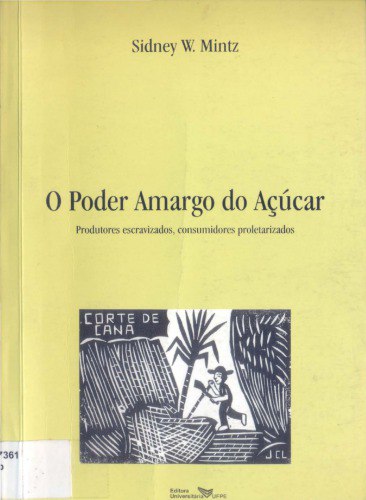 Sidney W. Mintz
O Poder Amargo do Açúcar
Produtores escravizados, consumidores proletarizados
CORTE DE
CANA
JCL
7361
Editora
Universitária UFPE